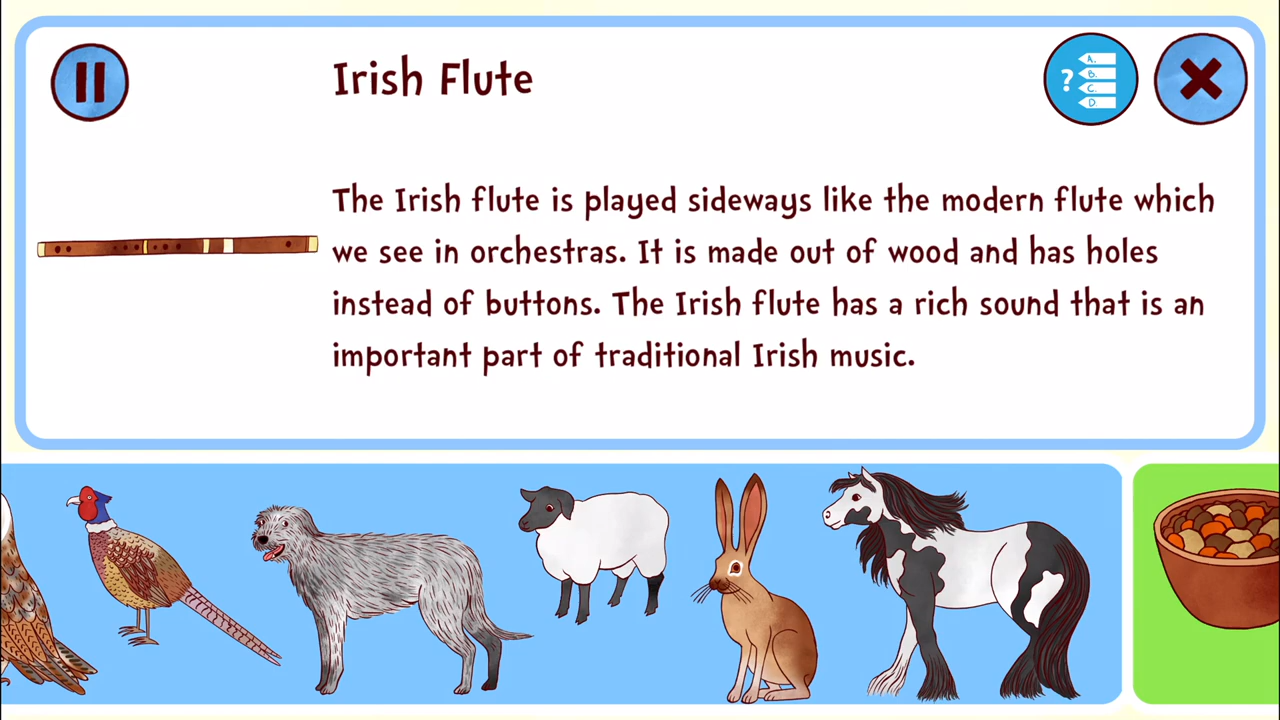 Irish Flute
?
A.
B.
C.
D.
The Irish flute is played sideways like the modern flute which
we see in orchestras. It is made out of wood and has holes
instead of buttons. The Irish flute has a rich sound that is an
important part of traditional Irish music.